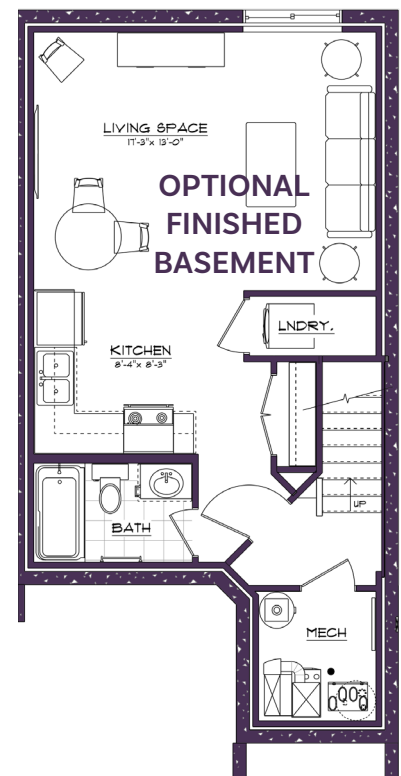 LIVING SPACE
17'-3"x 13'-0"
OPTIONAL
FINISHED
BASEMENT
LNDRY.
KITCHEN
8'-4"x 8'-3"
UP
BATH
MECH